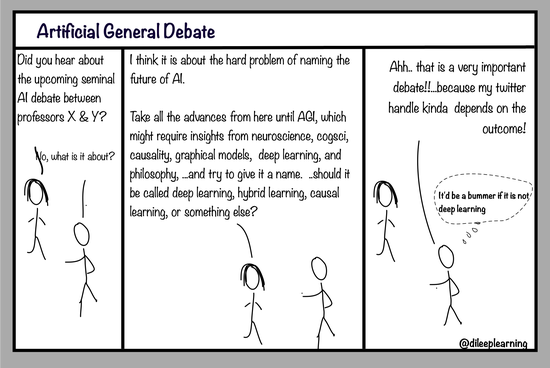 Artificial General Debate
Did you hear about
the upcoming seminal
AI debate between
professors X & Y?
No, what is it about?
I think it is about the hard problem of naming the
future of AI.
Take all the advances from here until AGI, which
might require insights from neuroscience, cogsci,
causality, graphical models, deep learning, and
philosophy, ...and try to give it a name. ..should it
be called deep learning, hybrid learning, causal
learning, or something else?
Ahh.. that is a very important
debate!!..because my twitter
handle kinda depends on the
outcome!
It'd be a bummer if it is not
deep learning
@dileeplearning